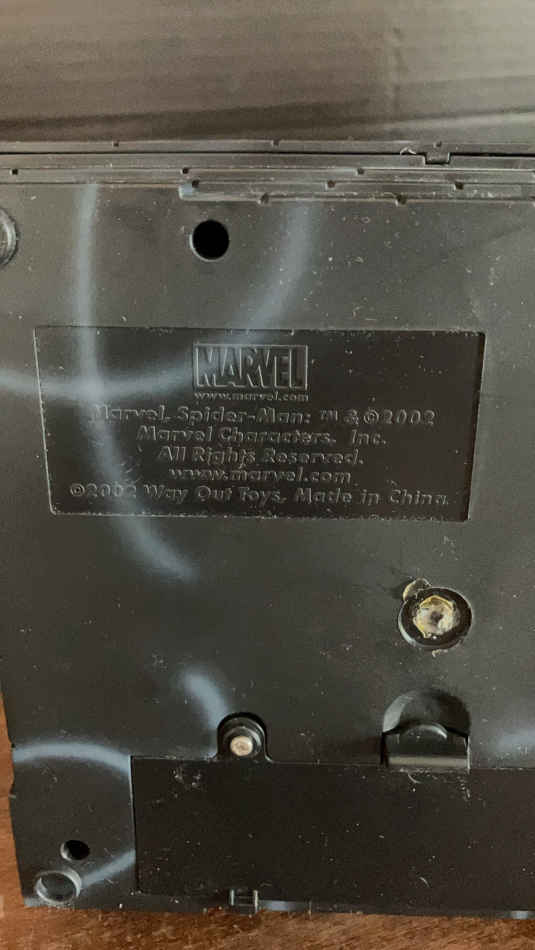 MARVEL
www.marvel.com
Marvel, Spider-Man: ™ & ©2002
Marvel Characters. Inc.
All Rights Reserved.
www.marvel.com
©2002 Way Out Toys, Made in China